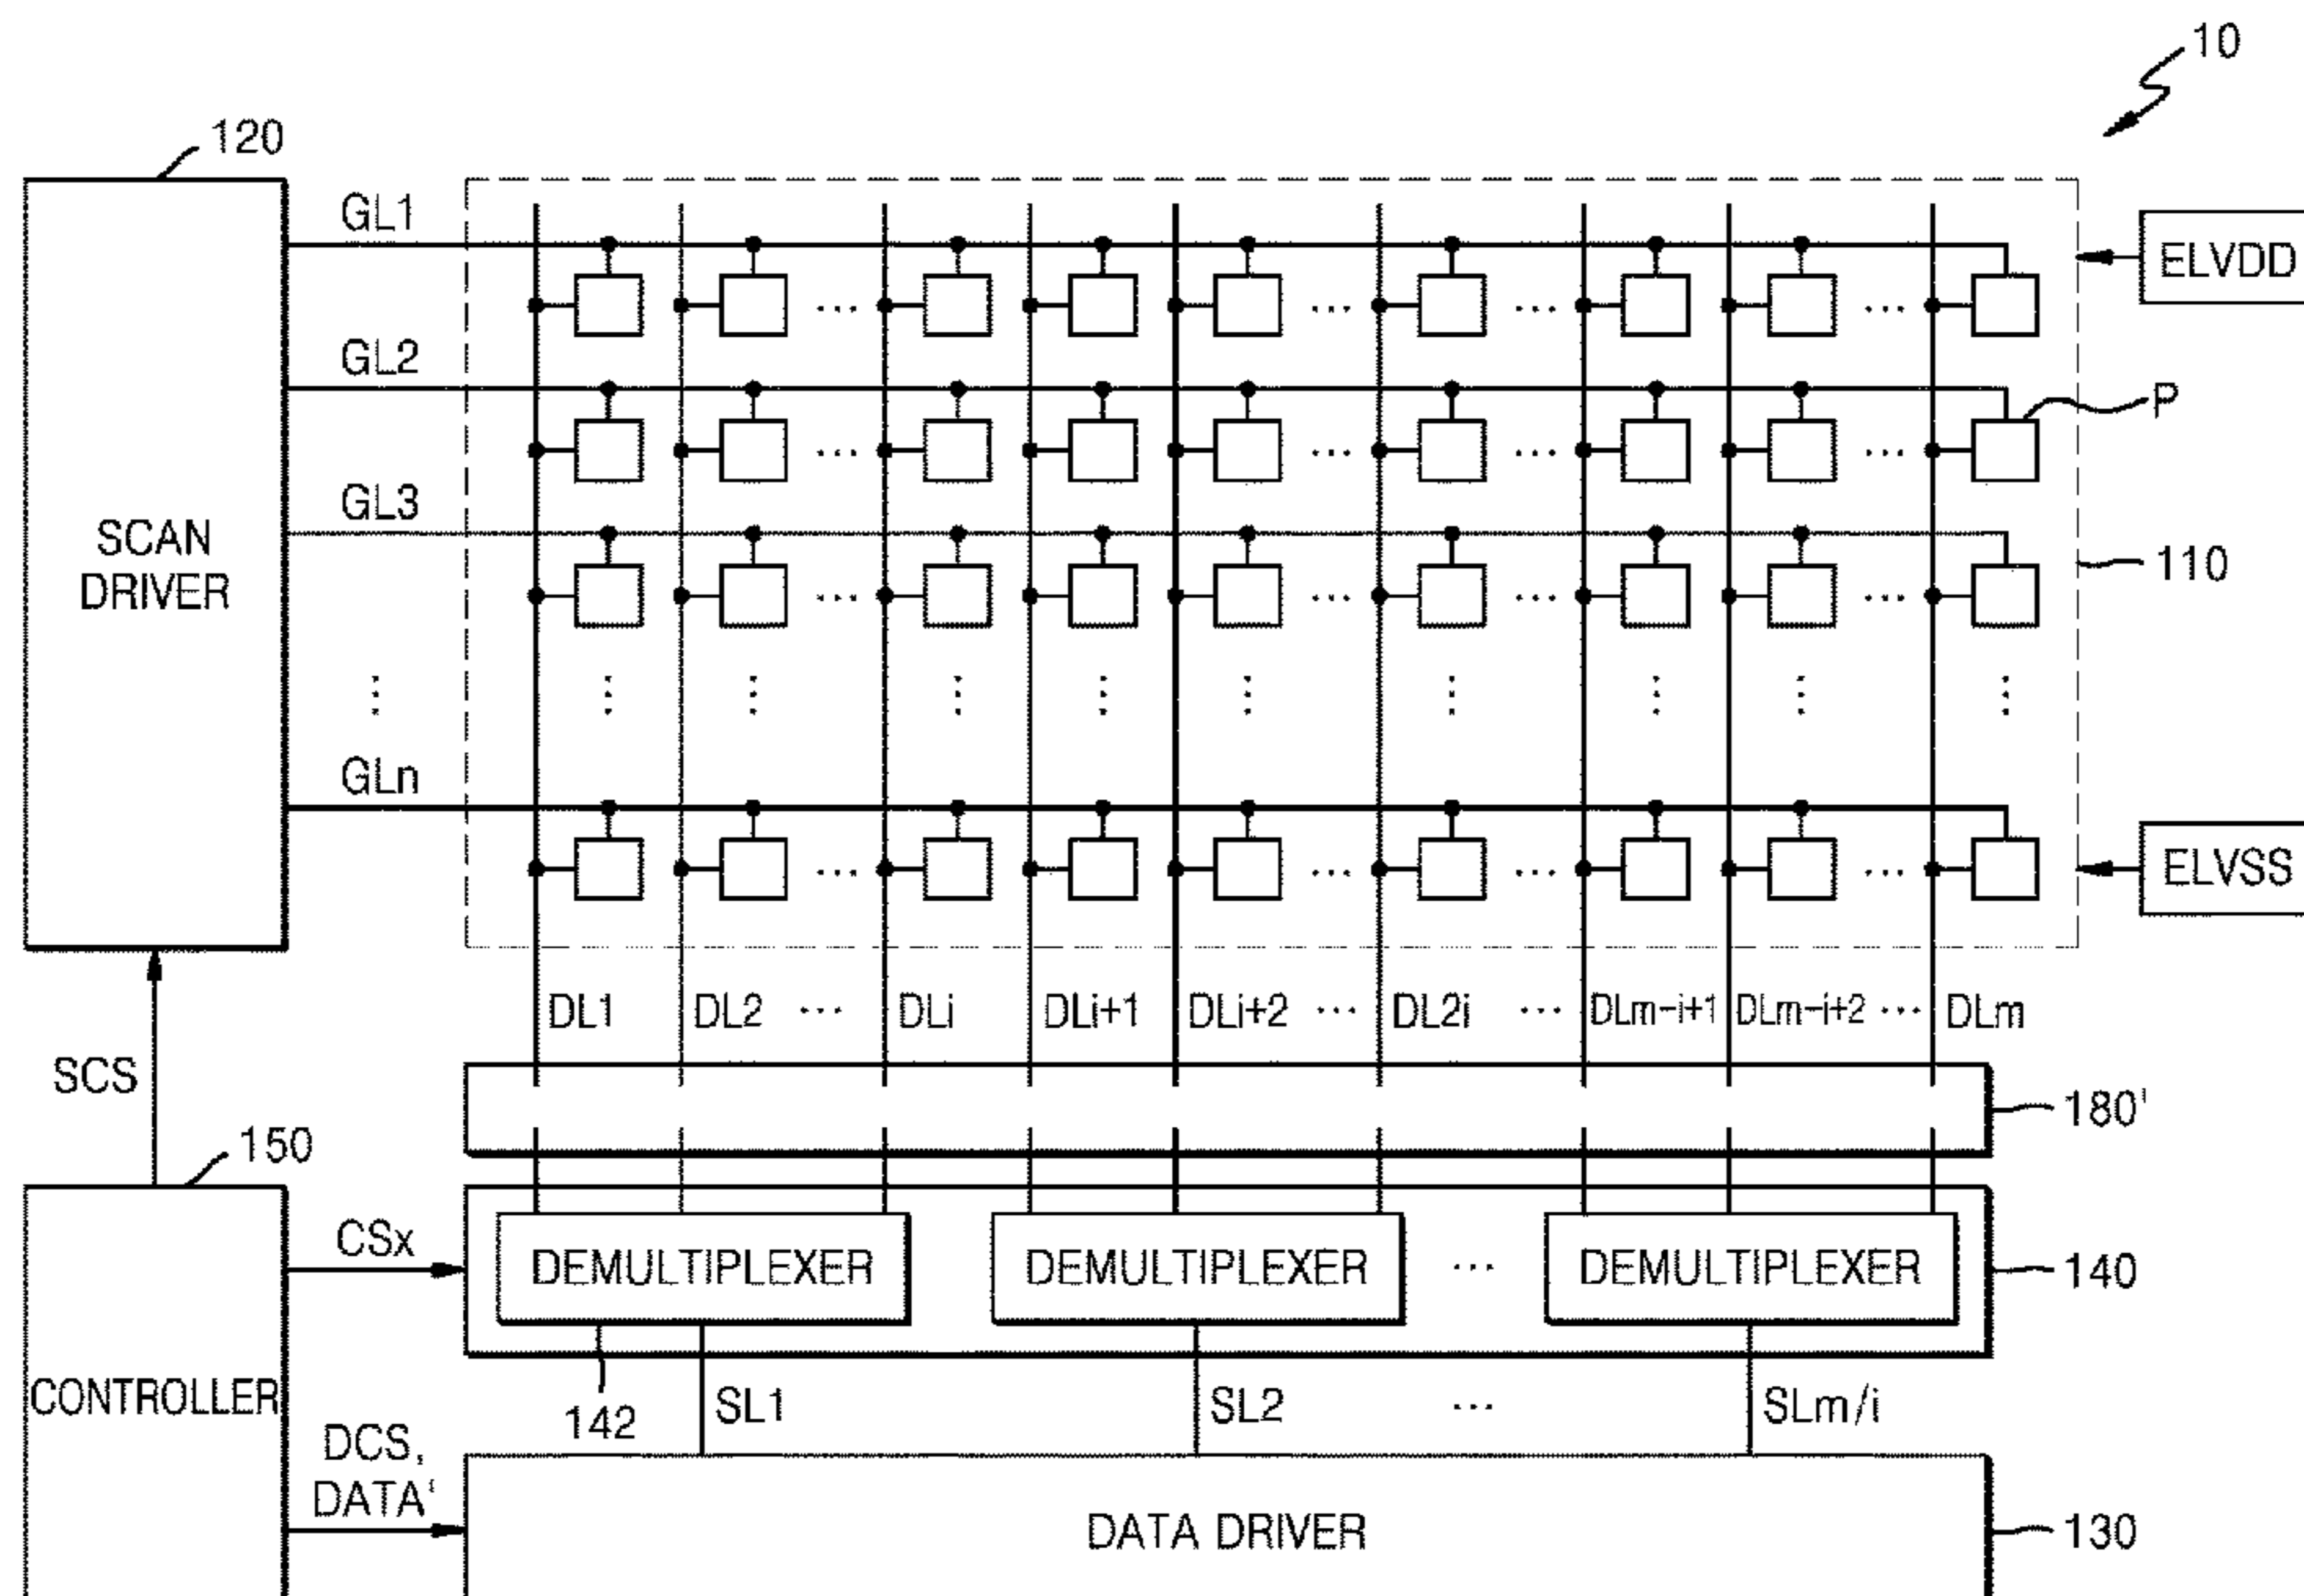 10
120
GL1
ELVDD
GL2
P
GL3
SCAN
DRIVER
110
GLn
ELVSS
DL1 DL2 ... DLi DLi+1 DLi+2 ... DL2i ... DLm-i+1 DLm-i+2 ... DLm
SCS
180'
150
CSx
DEMULTIPLEXER DEMULTIPLEXER ... DEMULTIPLEXER
140
CONTROLLER
142
SL1 SL2 ... SLm/i
DCS,
DATA'
DATA DRIVER
130